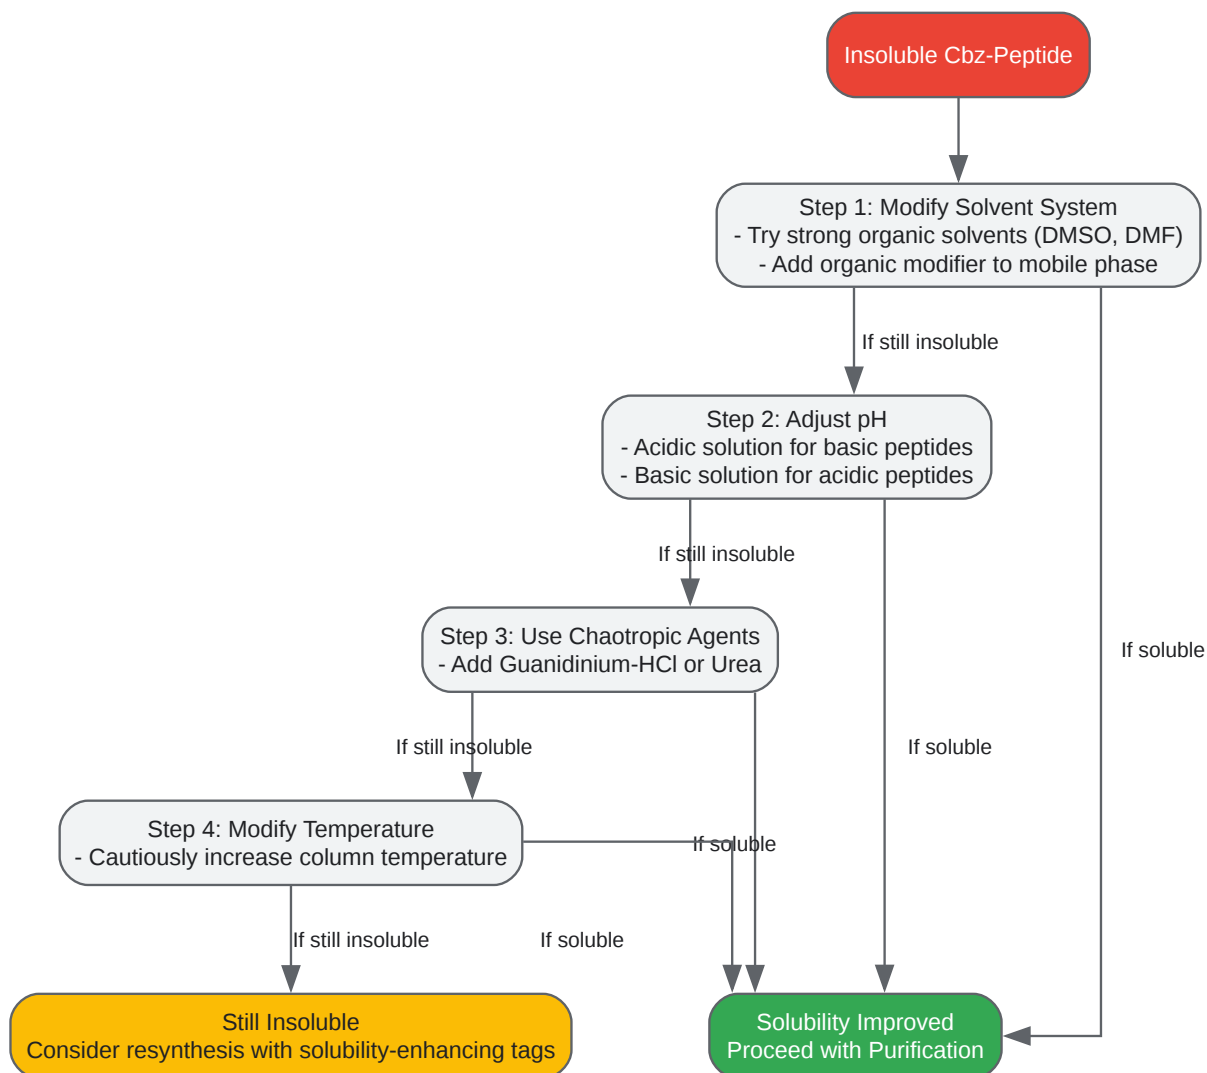 Insoluble Cbz-Peptide
Step 1: Modify Solvent System
- Try strong organic solvents (DMSO, DMF)
- Add organic modifier to mobile phase
If still insoluble
Step 2: Adjust pH
- Acidic solution for basic peptides
- Basic solution for acidic peptides
If still insoluble
Step 3: Use Chaotropic Agents
- Add Guanidinium-HCl or Urea
If soluble
If still insoluble
If soluble
Step 4: Modify Temperature
- Cautiously increase column temperature
If soluble
If still insoluble
If soluble
Still Insoluble
Consider resynthesis with solubility-enhancing tags
Solubility Improved
Proceed with Purification